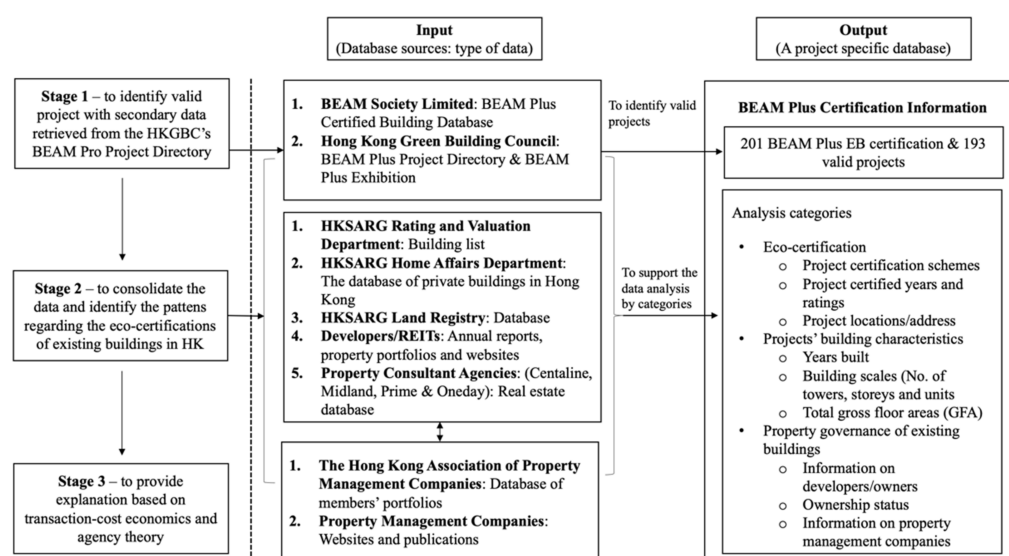 Stage 1 – to identify valid
project with secondary data
retrieved from the HKGBC's
BEAM Pro Project Directory
Stage 2 – to consolidate the
data and identify the pattens
regarding the eco-certifications
of existing buildings in HK
Stage 3 – to provide
explanation based on
transaction-cost economics and
agency theory
Input
(Database sources: type of data)
1. BEAM Society Limited: BEAM Plus
Certified Building Database
2. Hong Kong Green Building Council:
BEAM Plus Project Directory & BEAM
Plus Exhibition
1. HKSARG Rating and Valuation
Department: Building list
2. HKSARG Home Affairs Department:
The database of private buildings in Hong
Kong
3. HKSARG Land Registry: Database
4. Developers/REITs: Annual reports,
property portfolios and websites
5. Property Consultant Agencies: (Centaline,
Midland, Prime & Oneday): Real estate
database
1. The Hong Kong Association of Property
Management Companies: Database of
members' portfolios
2. Property Management Companies:
Websites and publications
To identify valid
projects
To support the
data analysis
by categories
Output
(A project specific database)
BEAM Plus Certification Information
201 BEAM Plus EB certification & 193
valid projects
Analysis categories
• Eco-certification
o Project certification schemes
o Project certified years and
ratings
o Project locations/address
• Projects' building characteristics
o Years built
o Building scales (No. of
towers, storeys and units
o Total gross floor areas (GFA)
• Property governance of existing
buildings
o Information on
developers/owners
o Ownership status
o Information on property
management companies